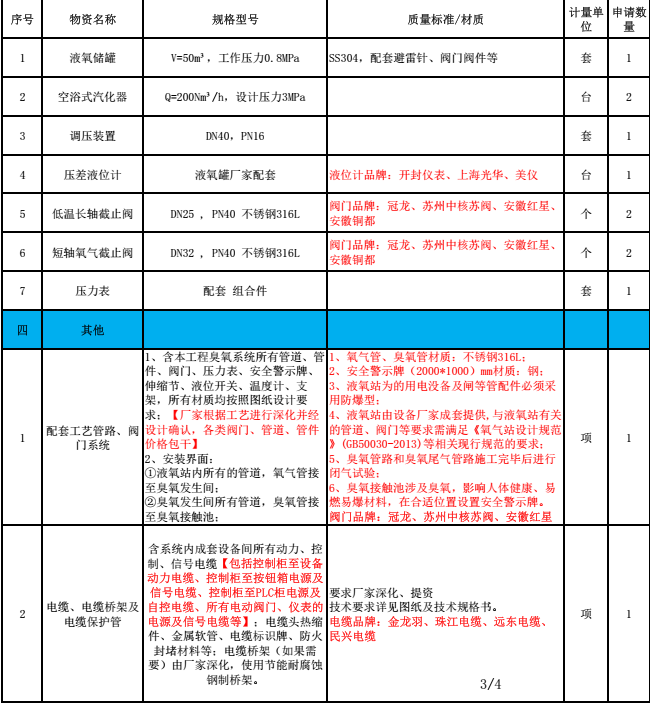 序号 物资名称 规格型号 质量标准/材质 计量单位 申请数量
1 液氧储罐 V=50m³, 工作压力0.8MPa SS304, 配套避雷针、阀门阀件等 套 1
2 空浴式汽化器 Q=200Nm³/h, 设计压力3MPa 台 2
3 调压装置 DN40, PN16 套 1
4 压差液位计 液氧罐厂家配套 液位计品牌: 开封仪表、上海光华、美仪 台 1
5 低温长轴截止阀 DN25 , PN40 不锈钢316L 阀门品牌: 冠龙、苏州中核苏阀、安徽红星、
安徽铜都 个 2
6 短轴氧气截止阀 DN32 , PN40 不锈钢316L 阀门品牌: 冠龙、苏州中核苏阀、安徽红星、
安徽铜都 个 2
7 压力表 配套 组合件 套 1
四 其他
1 配套工艺管路、阀
门系统
1、含本工程臭氧系统所有管道、管
件、阀门、压力表、安全警示牌、
伸缩节、液位开关、温度计、支
架, 所有材质均按照图纸设计要
求; 【厂家根据工艺进行深化并经
设计确认, 各类阀门、管道、管件
价格包干】
2、安装界面:
①液氧站内所有的管道, 氧气管接
至臭氧发生间;
②臭氧发生间所有管道, 臭氧管接
至臭氧接触池;
1、氧气管、臭氧管材质: 不锈钢316L;
2、安全警示牌（2000*1000）mm材质: 钢;
3、液氧站为的用电没备及闸等管配件必须采
用防爆型;
4、液氧站由设备厂家成套提供, 与液氧站有关
的管道、阀门等要求需满足《氧气站设计规范
》(GB50030-2013)等相关现行规范的要求;
5、臭氧管路和臭氧尾气管路施工完毕后进行
闭气试验;
6、臭氧接触池涉及臭氧, 影响人体健康、易
燃易爆材料, 在合适位置设置安全警示牌。
阀门品牌: 冠龙、苏州中核苏阀、安徽红星
项 1
2 电缆、电缆桥架及
电缆保护管
含系统内成套设备间所有动力、控
制、信号电缆【包括控制柜至设备
动力电缆、控制柜至按钮箱电源及
信号电缆、控制柜至PLC柜电源及
自控电缆、所有电动阀门、仪表的
电源及信号电缆等】; 电缆头热缩
件、金属软管、电缆标识牌、防火
封堵材料等; 电缆桥架（如果需
要）由厂家深化, 使用节能耐腐蚀
钢制桥架。
要求厂家深化、提资
技术要求详见图纸及技术规格书。
电缆品牌: 金龙羽、珠江电缆、远东电缆、
民兴电缆
项 1
3/4